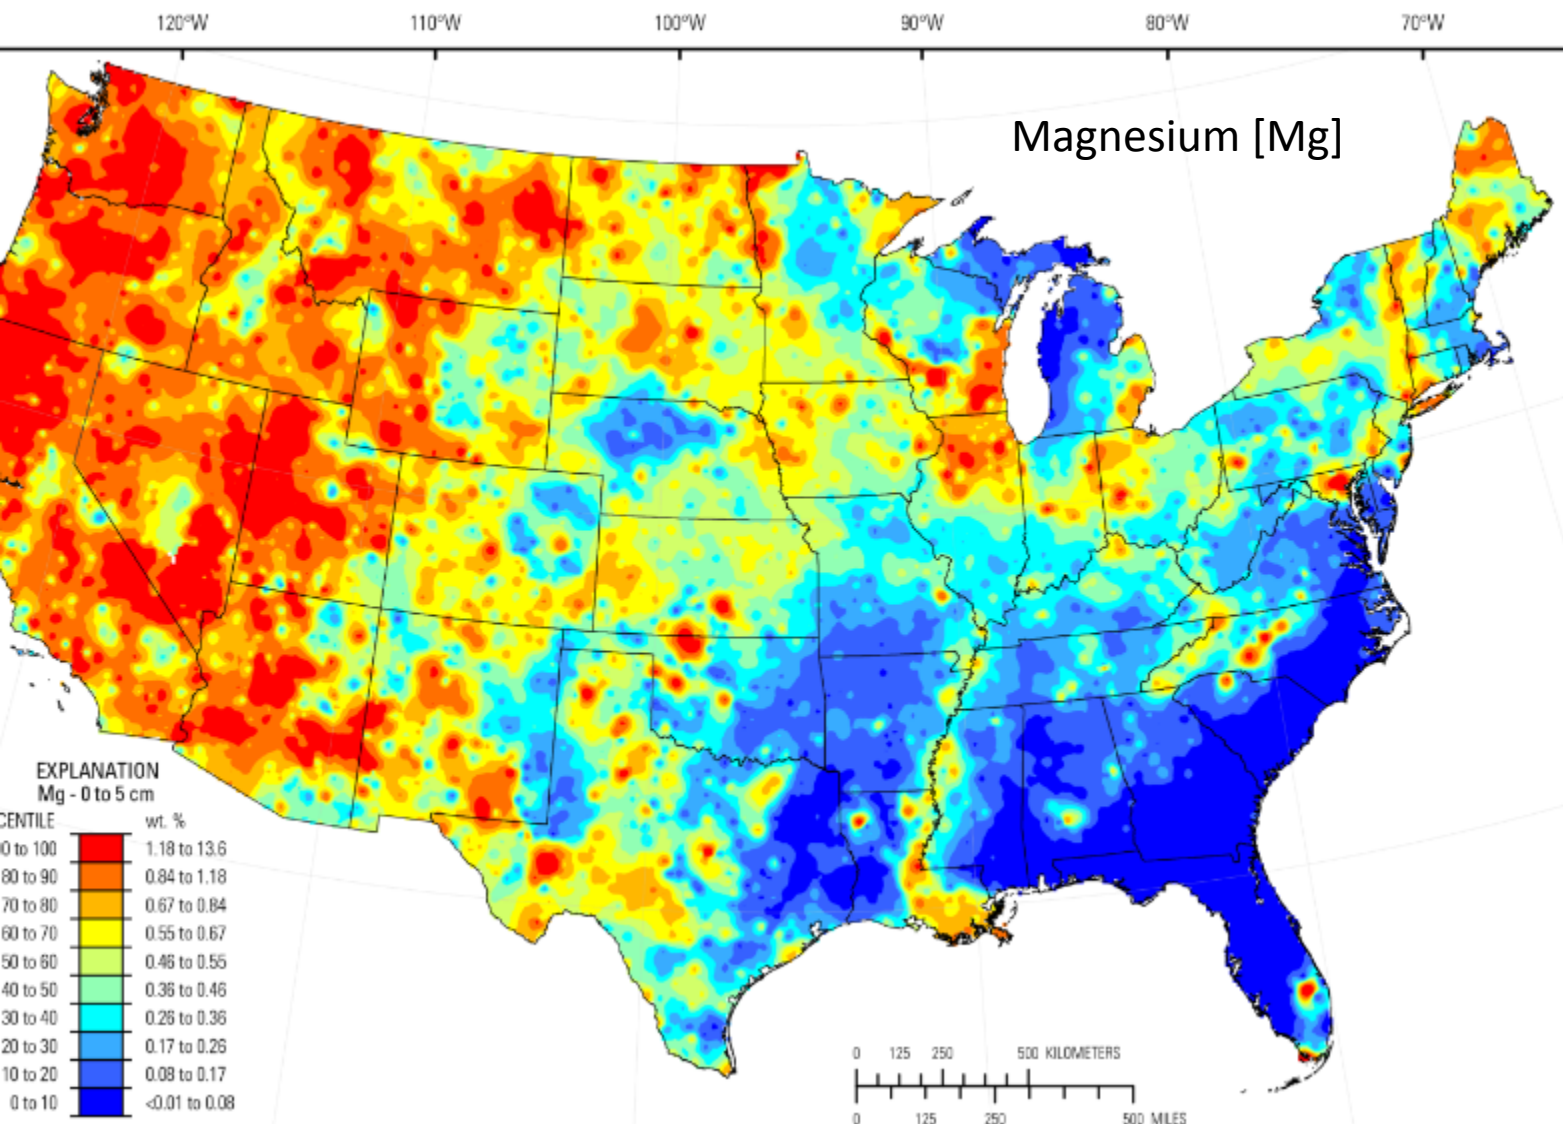 120°W 110°W 100°W 90°W 80°W 70°W
Magnesium [Mg]
EXPLANATION
Mg - 0 to 5 cm
CENTILE wt. %
0 to 100 1.18 to 13.6
80 to 90 0.84 to 1.18
70 to 80 0.67 to 0.84
60 to 70 0.55 to 0.67
50 to 60 0.46 to 0.55
40 to 50 0.36 to 0.46
30 to 40 0.26 to 0.36
20 to 30 0.17 to 0.26
10 to 20 0.08 to 0.17
0 to 10 <0.01 to 0.08
0 125 250 500 KILOMETERS
0 125 250 500 MILES